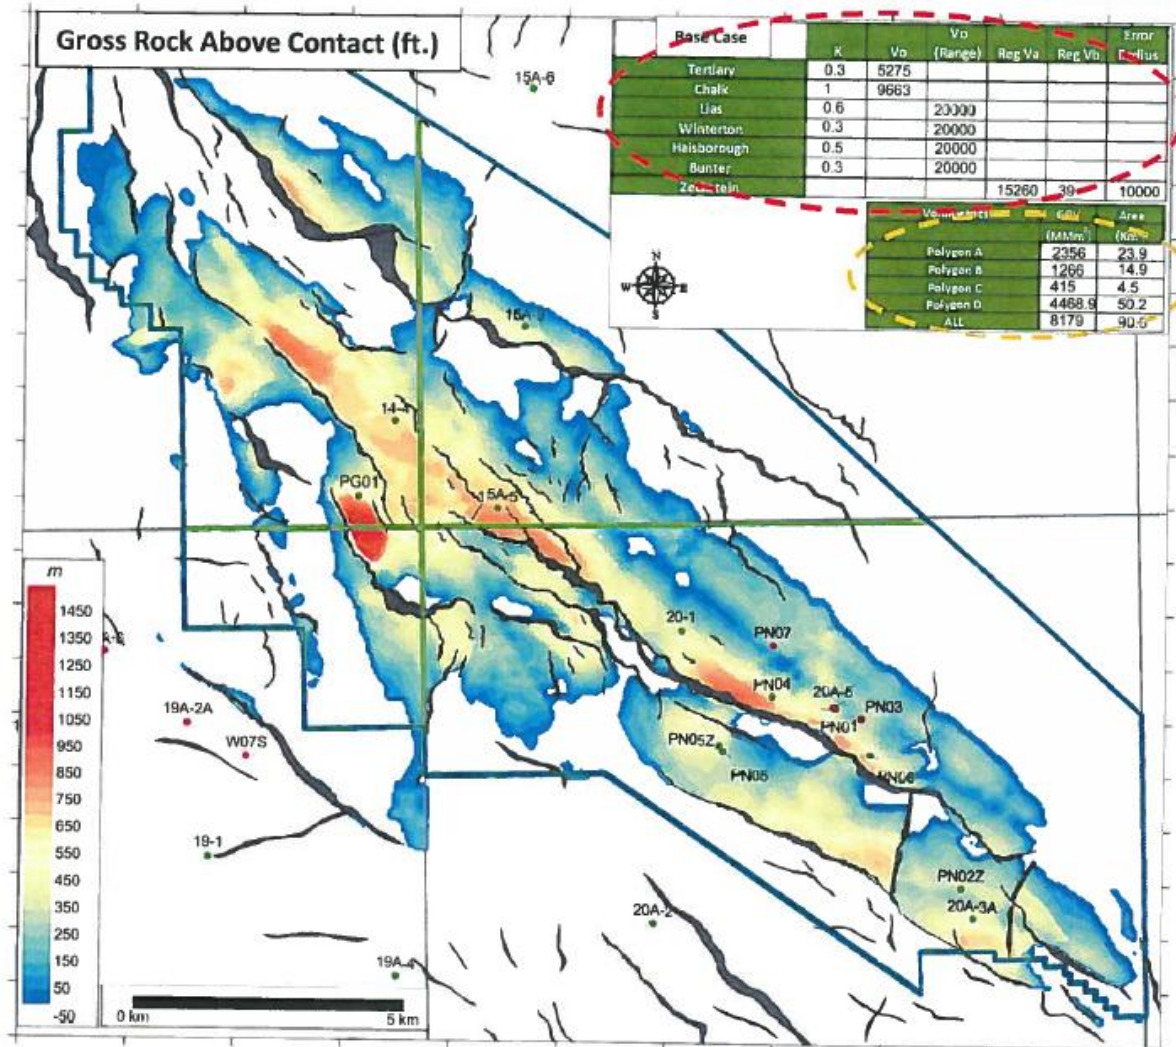 Gross Rock Above Contact (ft.)
Base Case K Vo Vo (Range) Reg Va Reg Vb Error Radius
Tertiary 0.3 5275
Chalk 1 9663
Lias 0.6 20000
Winterton 0.3 20000
Haisborough 0.5 20000
Bunter 0.3 20000
Zechstein 15260 39 10000
GRV (MMm³) Area
Polygon A 2356 23.9
Polygon B 1266 14.9
Polygon C 415 4.5
Polygon D 4468.9 50.2
ALL 8179 90.6
N
W E
S
15A-6
14-4
PG01
15A-5
20-1
PN07
PN04
20A-6
PN03
PN01
PN05Z
PN05
PN06
19A-2A
W07S
19-1
PN02Z
20A-2
20A-3A
19A-4
m
1450
1350
1250
1150
1050
950
850
750
650
550
450
350
250
150
50
-50
0 km 5 km